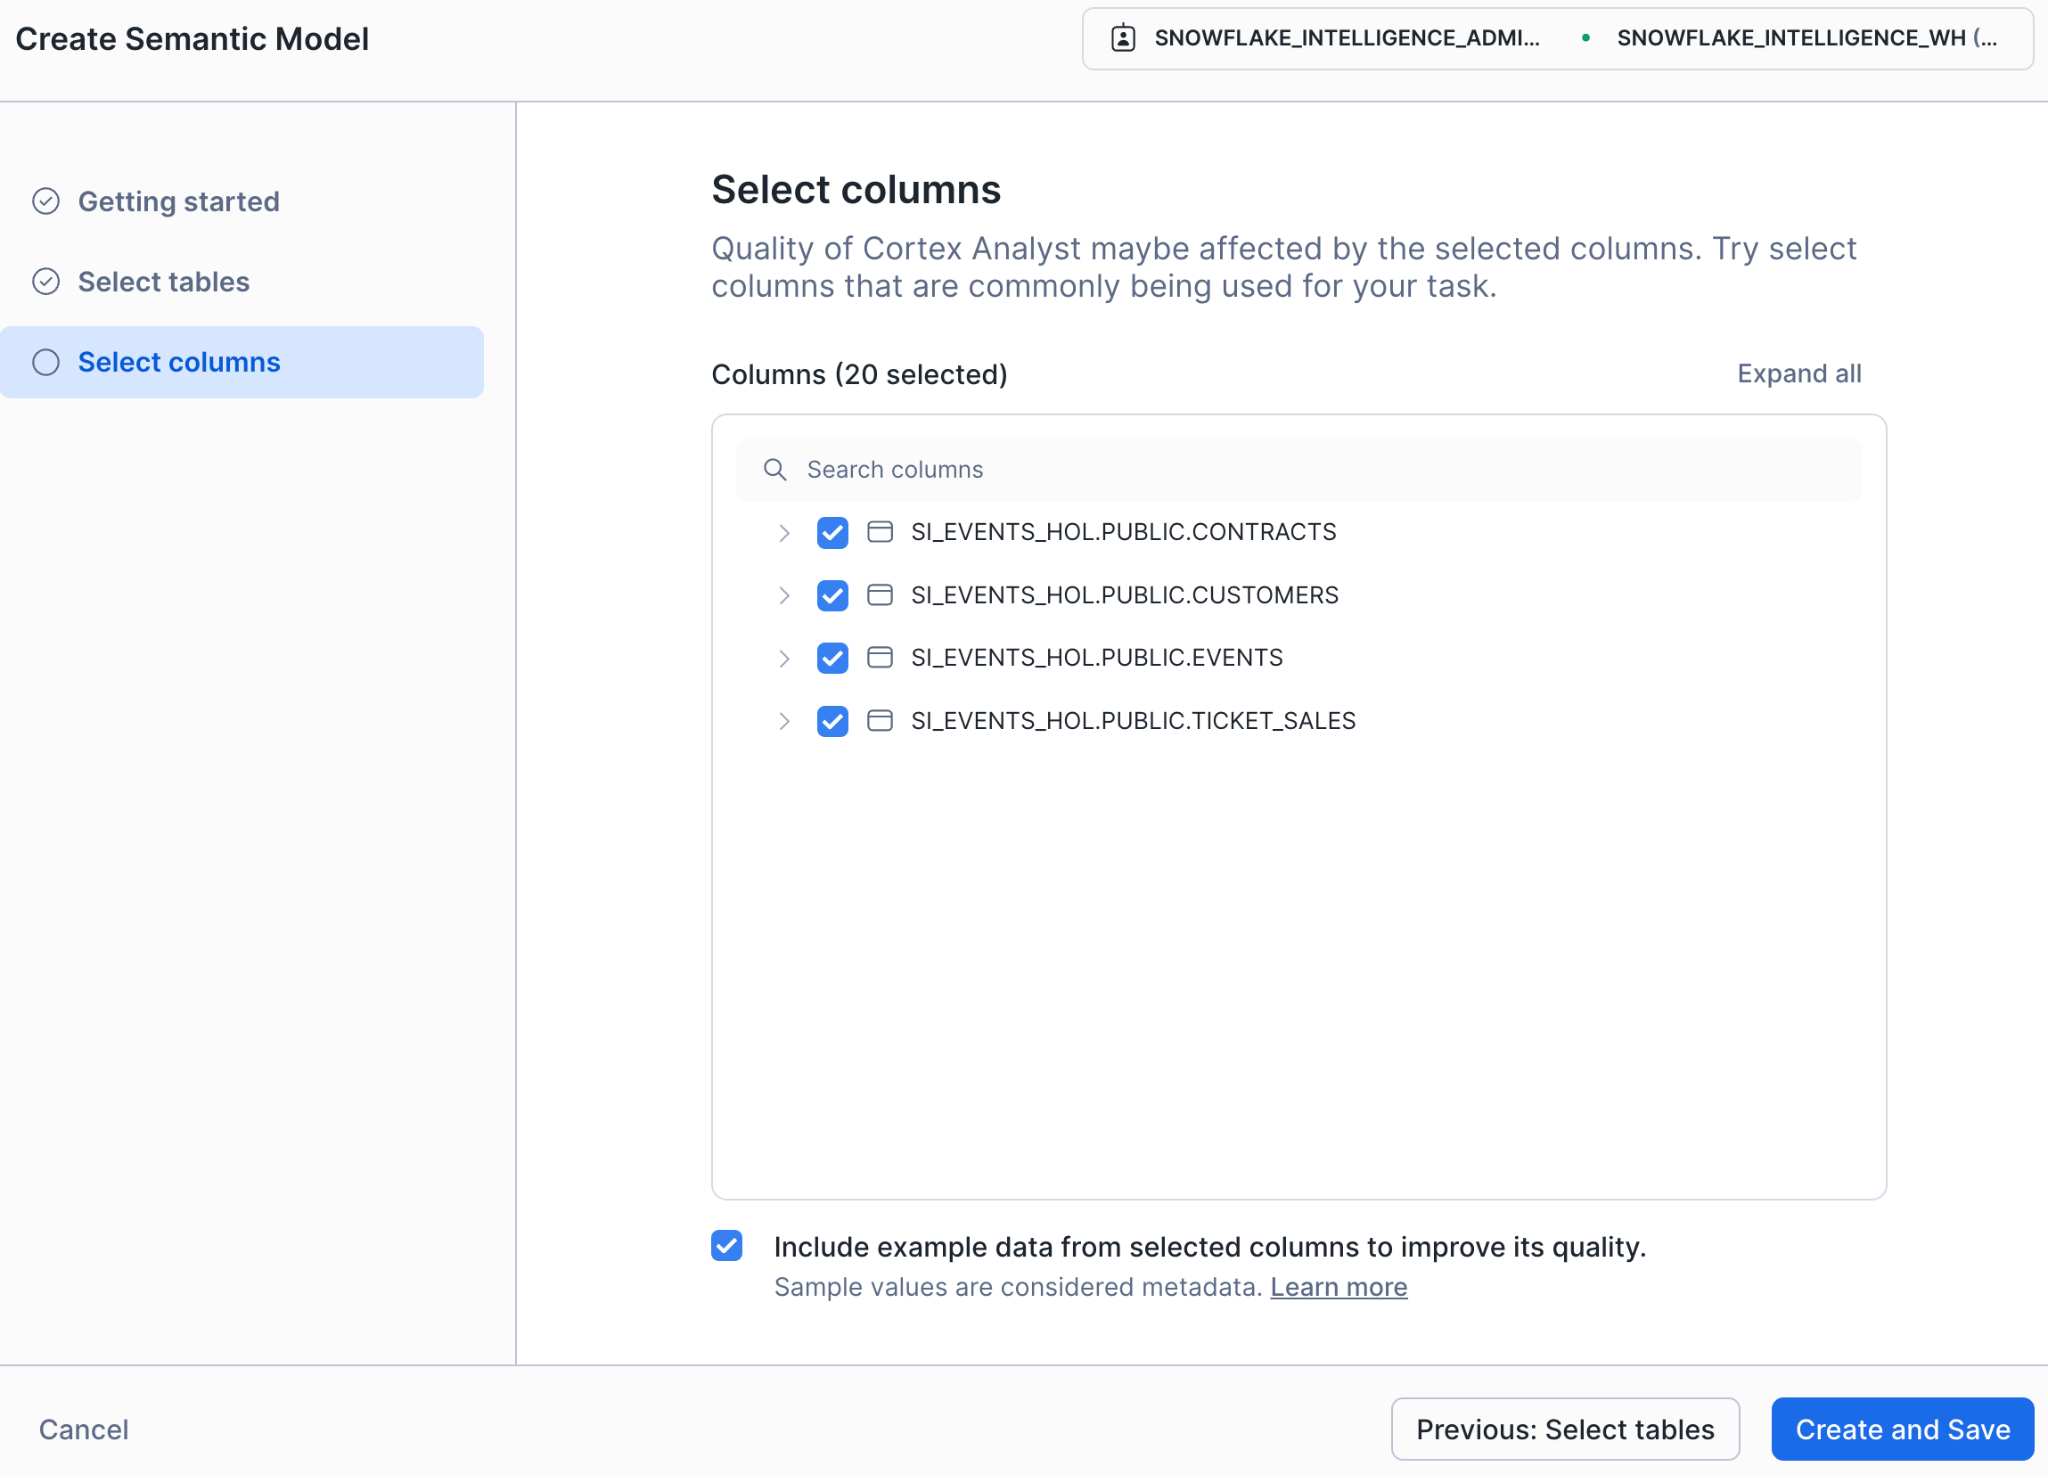 Create Semantic Model
SNOWFLAKE_INTELLIGENCE_ADMI... • SNOWFLAKE_INTELLIGENCE_WH (...
Getting started
Select tables
Select columns
Select columns
Quality of Cortex Analyst maybe affected by the selected columns. Try select
columns that are commonly being used for your task.
Columns (20 selected)
Expand all
Search columns
SI_EVENTS_HOL.PUBLIC.CONTRACTS
SI_EVENTS_HOL.PUBLIC.CUSTOMERS
SI_EVENTS_HOL.PUBLIC.EVENTS
SI_EVENTS_HOL.PUBLIC.TICKET_SALES
Include example data from selected columns to improve its quality.
Sample values are considered metadata. Learn more
Cancel
Previous: Select tables
Create and Save